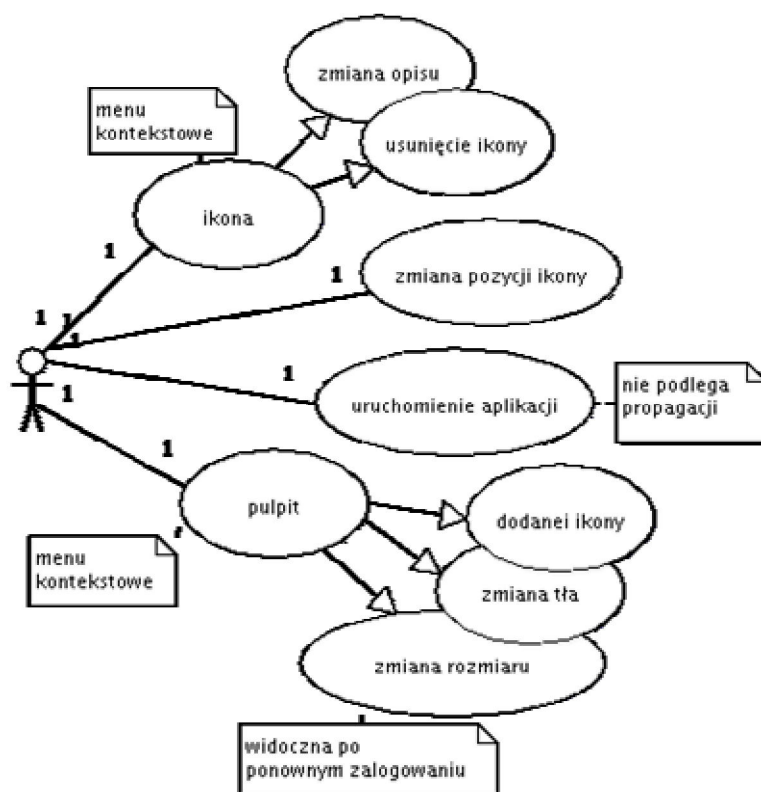 zmiana opisu
menu
kontekstowe
usunięcie ikony
ikona
1
1
zmiana pozycji ikony
1
1
1
1
1
uruchomienie aplikacji
nie podlega
propagacji
1
pulpit
dodanei ikony
menu
kontekstowe
zmiana tła
zmiana rozmiaru
widoczna po
ponownym zalogowaniu